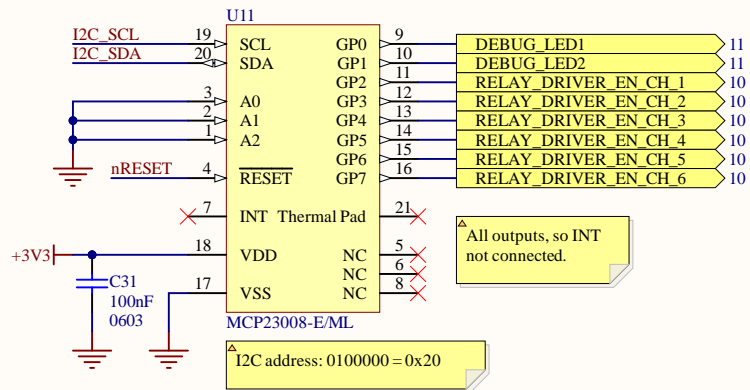 U11
I2C_SCL 19 SCL GP0 9 DEBUG_LED1 11
I2C_SDA 20 SDA GP1 10 DEBUG_LED2 11
GP2 11 RELAY_DRIVER_EN_CH_1 10
3 A0 GP3 12 RELAY_DRIVER_EN_CH_2 10
2 A1 GP4 13 RELAY_DRIVER_EN_CH_3 10
1 A2 GP5 14 RELAY_DRIVER_EN_CH_4 10
GP6 15 RELAY_DRIVER_EN_CH_5 10
nRESET 4 RESET GP7 16 RELAY_DRIVER_EN_CH_6 10
7 INT Thermal Pad 21
All outputs, so INT
not connected.
+3V3 18 VDD NC 5
NC 6
17 VSS NC 8
C31
100nF
0603
MCP23008-E/ML
I2C address: 0100000 = 0x20